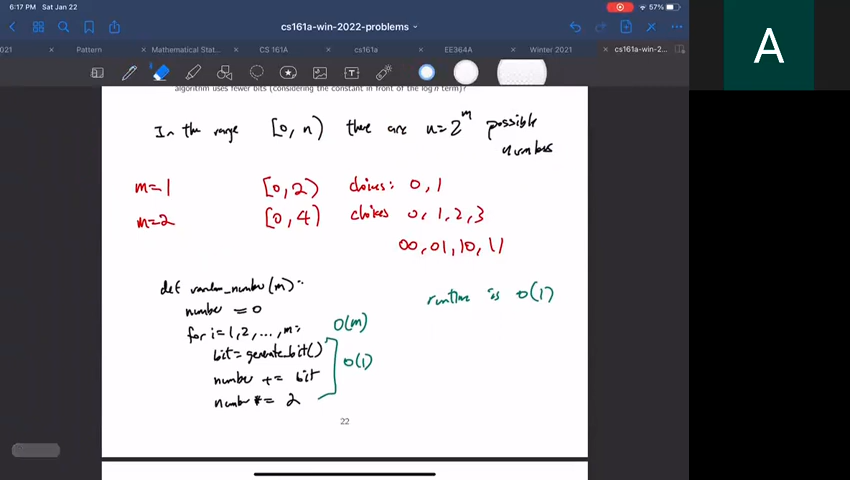 6:17 PM Sat Jan 22
57%
cs161a-win-2022-problems
2021
Pattern
Mathematical Stat...
CS 161A
cs161a
EE364A
Winter 2021
cs161a-win-2...
algorithm uses fewer bits (considering the constant in front of the log n term)?
In the range [0, n) there are n=2^m possible
numbers
m=1 [0, 2) choices: 0, 1
m=2 [0, 4) choices 0, 1, 2, 3
00, 01, 10, 11
def random_number(m):
runtime is O(1)
number = 0
for i=1, 2, ..., m: O(m)
bit = generate_bit()
O(1)
number += bit
number *= 2
22
A